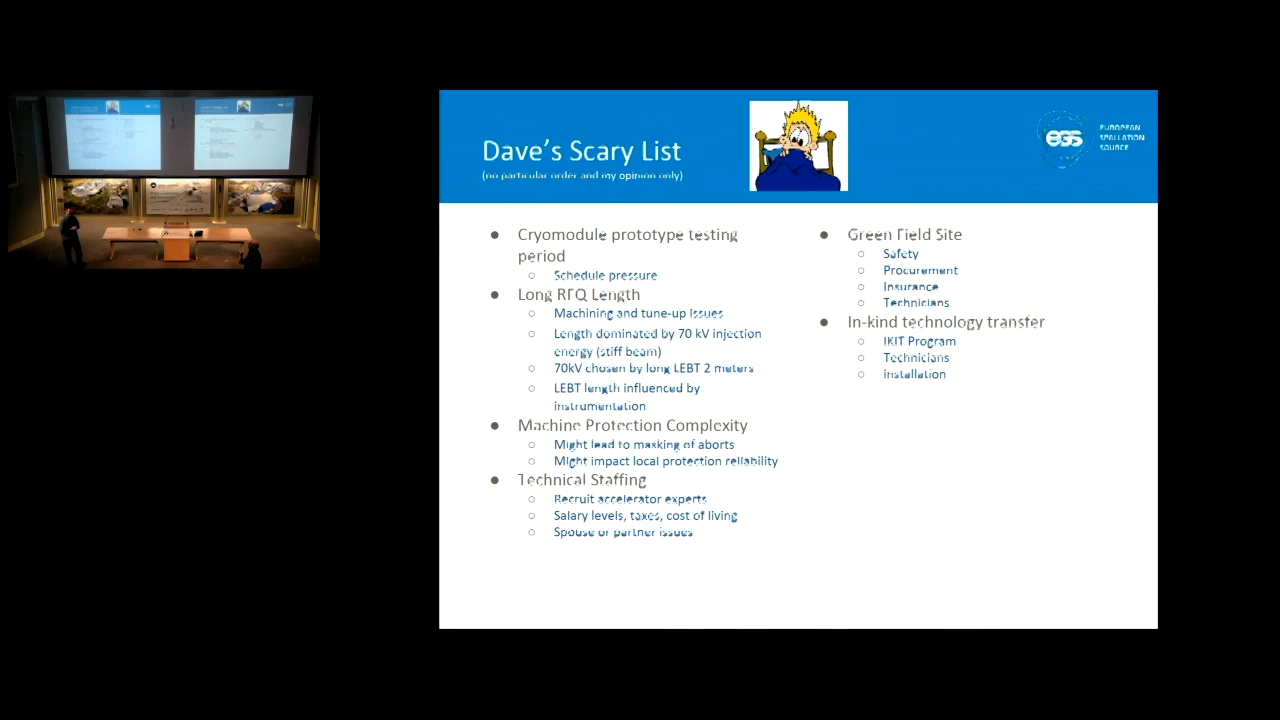 Dave's Scary List
(no particular order and my opinion only)
ess
EUROPEAN
SPALLATION
SOURCE
● Cryomodule prototype testing
period
○ Schedule pressure
● Long RFQ Length
○ Machining and tune-up issues
○ Length dominated by 70 kV injection
energy (stiff beam)
○ 70kV chosen by long LEBT 2 meters
○ LEBT length influenced by
instrumentation
● Machine Protection Complexity
○ Might lead to masking of aborts
○ Might impact local protection reliability
● Technical Staffing
○ Recruit accelerator experts
○ Salary levels, taxes, cost of living
○ Spouse or partner issues
● Green Field Site
○ Safety
○ Procurement
○ Insurance
○ Technicians
● In-kind technology transfer
○ IKIT Program
○ Technicians
○ installation